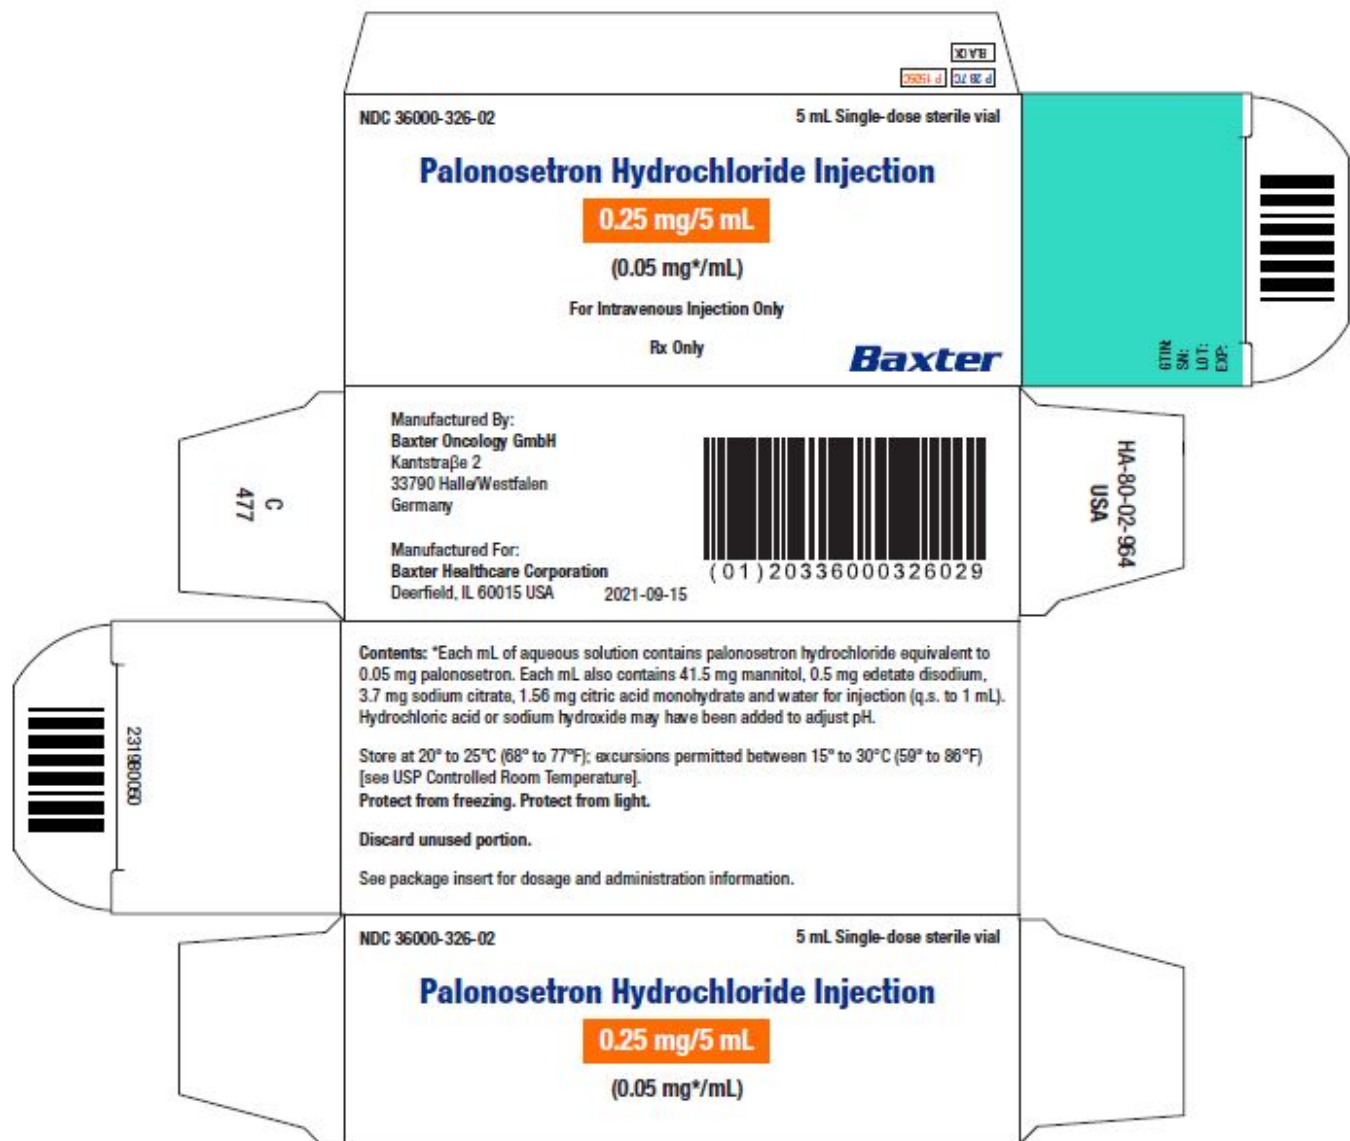 BLACK
P 1505C P 287C
NDC 36000-326-02 5 mL Single-dose sterile vial
Palonosetron Hydrochloride Injection
0.25 mg/5 mL
(0.05 mg*/mL)
For Intravenous Injection Only
Rx Only
Baxter
GTIN:
SN:
LOT:
EXP:
Manufactured By:
Baxter Oncology GmbH
Kantstraβe 2
33790 Halle/Westfalen
Germany
Manufactured For:
Baxter Healthcare Corporation
Deerfield, IL 60015 USA 2021-09-15
(01)20336000326029
C
477
HA-80-02-964
USA
Contents: *Each mL of aqueous solution contains palonosetron hydrochloride equivalent to
0.05 mg palonosetron. Each mL also contains 41.5 mg mannitol, 0.5 mg edetate disodium,
3.7 mg sodium citrate, 1.56 mg citric acid monohydrate and water for injection (q.s. to 1 mL).
Hydrochloric acid or sodium hydroxide may have been added to adjust pH.
Store at 20° to 25°C (68° to 77°F); excursions permitted between 15° to 30°C (59° to 86°F)
[see USP Controlled Room Temperature].
Protect from freezing. Protect from light.
Discard unused portion.
See package insert for dosage and administration information.
231980060
NDC 36000-326-02 5 mL Single-dose sterile vial
Palonosetron Hydrochloride Injection
0.25 mg/5 mL
(0.05 mg*/mL)